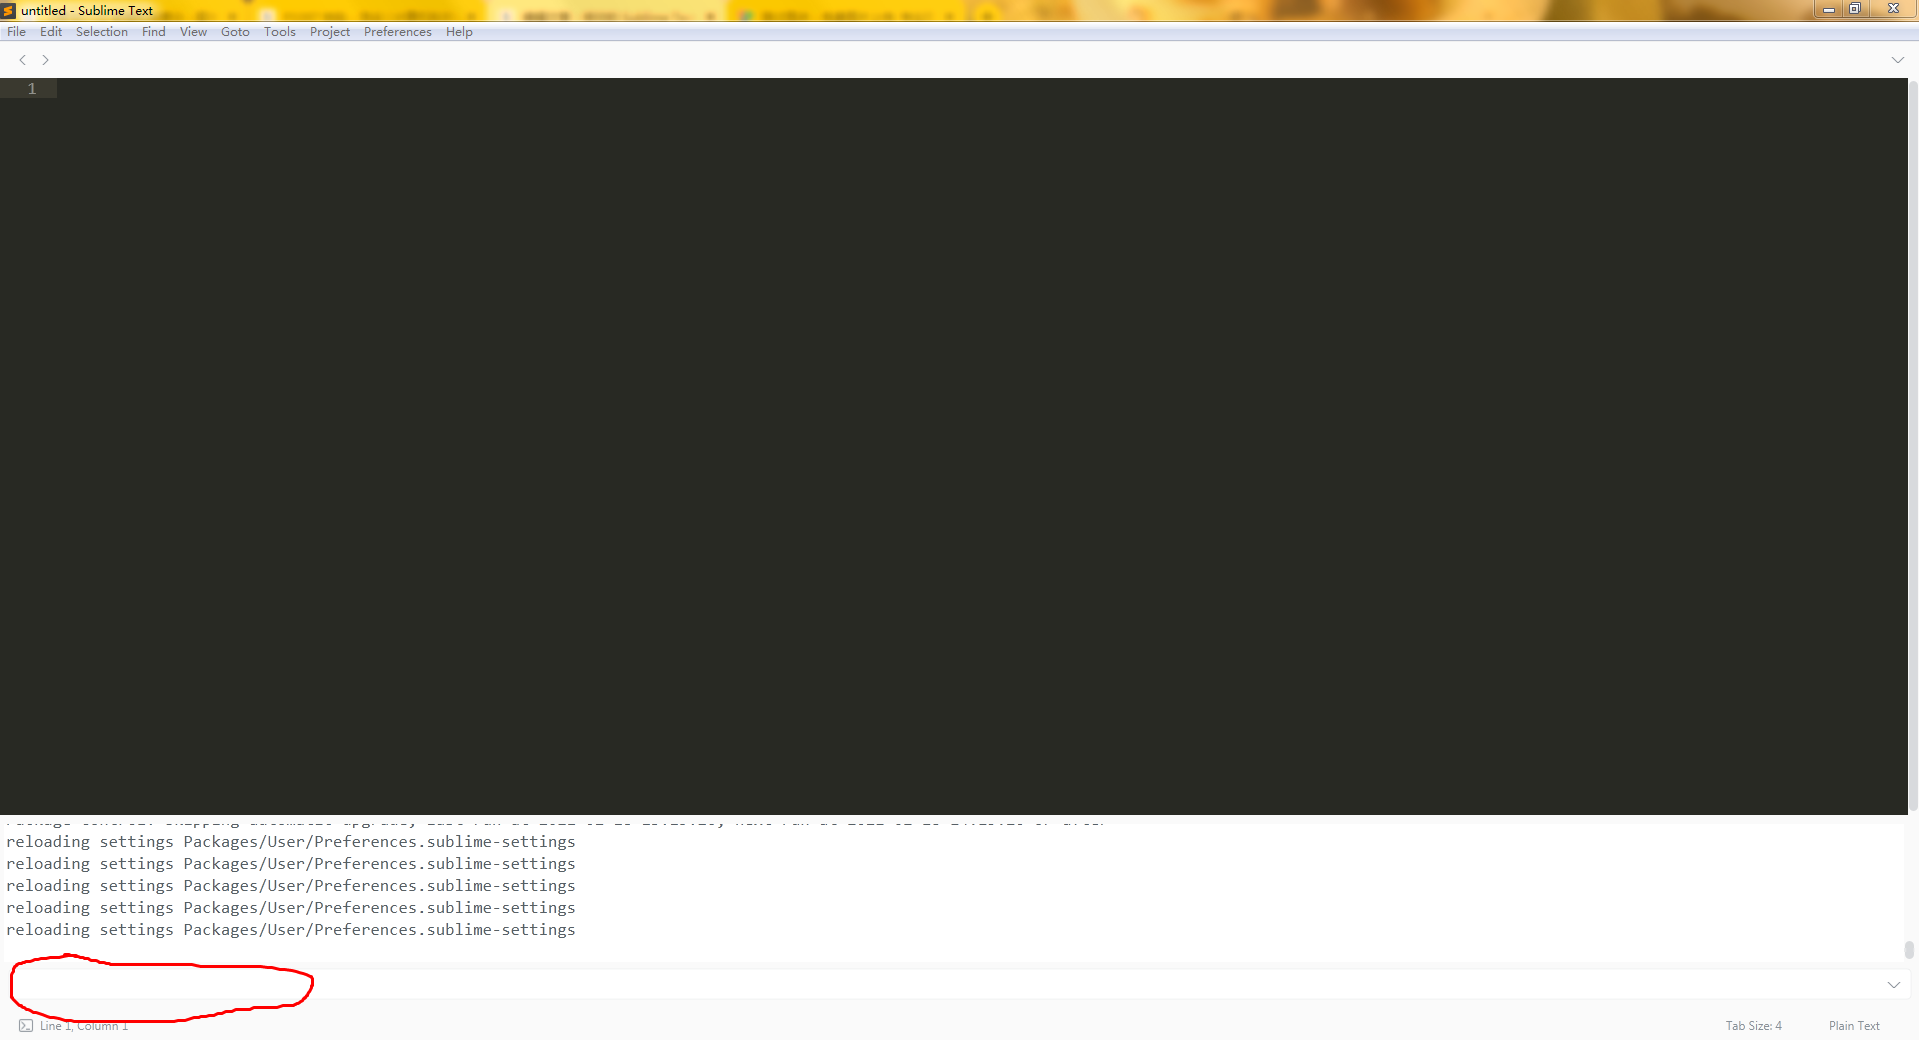 untitled - Sublime Text
File Edit Selection Find View Goto Tools Project Preferences Help
1
reloading settings Packages/User/Preferences.sublime-settings
reloading settings Packages/User/Preferences.sublime-settings
reloading settings Packages/User/Preferences.sublime-settings
reloading settings Packages/User/Preferences.sublime-settings
reloading settings Packages/User/Preferences.sublime-settings
Line 1, Column 1 Tab Size: 4 Plain Text